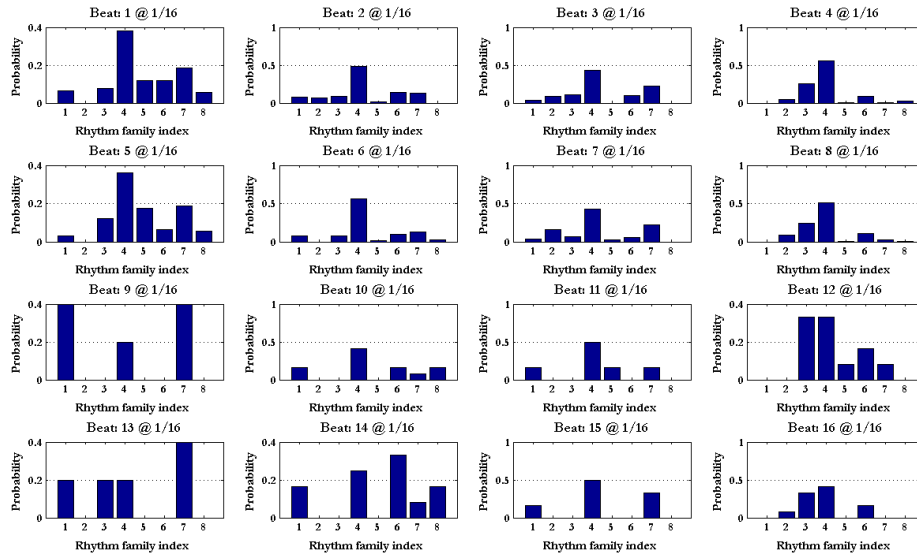 Beat: 1 @ 1/16
Beat: 2 @ 1/16
Beat: 3 @ 1/16
Beat: 4 @ 1/16
Probability
0.4
0.2
0
1 2 3 4 5 6 7 8
Rhythm family index
Probability
1
0.5
0
1 2 3 4 5 6 7 8
Rhythm family index
Probability
1
0.5
0
1 2 3 4 5 6 7 8
Rhythm family index
Probability
1
0.5
0
1 2 3 4 5 6 7 8
Rhythm family index
Beat: 5 @ 1/16
Beat: 6 @ 1/16
Beat: 7 @ 1/16
Beat: 8 @ 1/16
Probability
0.4
0.2
0
1 2 3 4 5 6 7 8
Rhythm family index
Probability
1
0.5
0
1 2 3 4 5 6 7 8
Rhythm family index
Probability
1
0.5
0
1 2 3 4 5 6 7 8
Rhythm family index
Probability
1
0.5
0
1 2 3 4 5 6 7 8
Rhythm family index
Beat: 9 @ 1/16
Beat: 10 @ 1/16
Beat: 11 @ 1/16
Beat: 12 @ 1/16
Probability
0.4
0.2
0
1 2 3 4 5 6 7 8
Rhythm family index
Probability
1
0.5
0
1 2 3 4 5 6 7 8
Rhythm family index
Probability
1
0.5
0
1 2 3 4 5 6 7 8
Rhythm family index
Probability
0.4
0.2
0
1 2 3 4 5 6 7 8
Rhythm family index
Beat: 13 @ 1/16
Beat: 14 @ 1/16
Beat: 15 @ 1/16
Beat: 16 @ 1/16
Probability
0.4
0.2
0
1 2 3 4 5 6 7 8
Rhythm family index
Probability
0.4
0.2
0
1 2 3 4 5 6 7 8
Rhythm family index
Probability
1
0.5
0
1 2 3 4 5 6 7 8
Rhythm family index
Probability
1
0.5
0
1 2 3 4 5 6 7 8
Rhythm family index